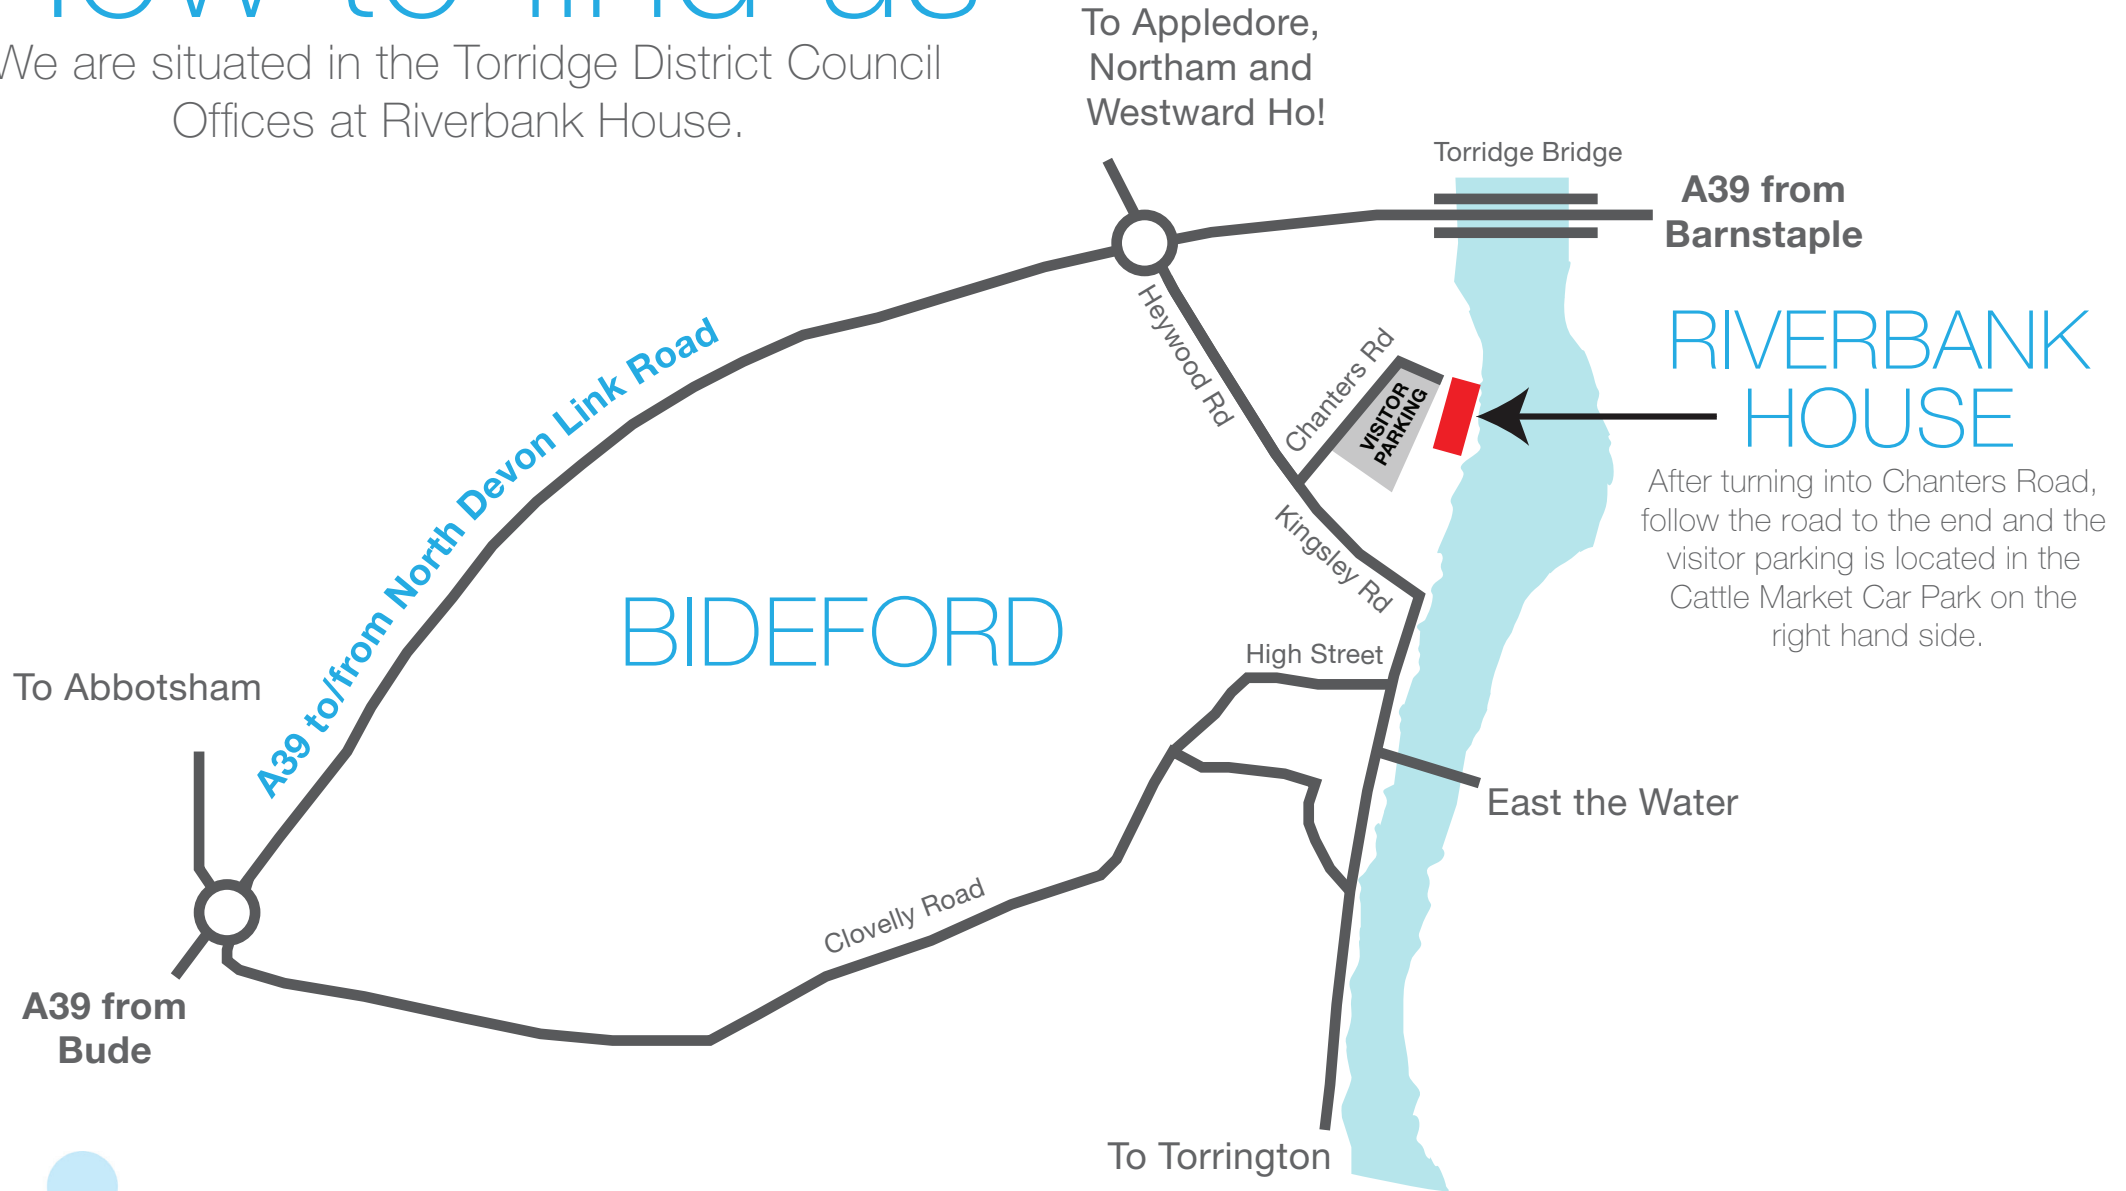 How to find us
We are situated in the Torridge District Council
Offices at Riverbank House.
To Appledore,
Northam and
Westward Ho!
Torridge Bridge
A39 from
Barnstaple
RIVERBANK
HOUSE
After turning into Chanters Road,
follow the road to the end and the
visitor parking is located in the
Cattle Market Car Park on the
right hand side.
Heywood Rd
Chanters Rd
VISITOR
PARKING
Kingsley Rd
A39 to/from North Devon Link Road
BIDEFORD
High Street
To Abbotsham
East the Water
Clovelly Road
A39 from
Bude
To Torrington